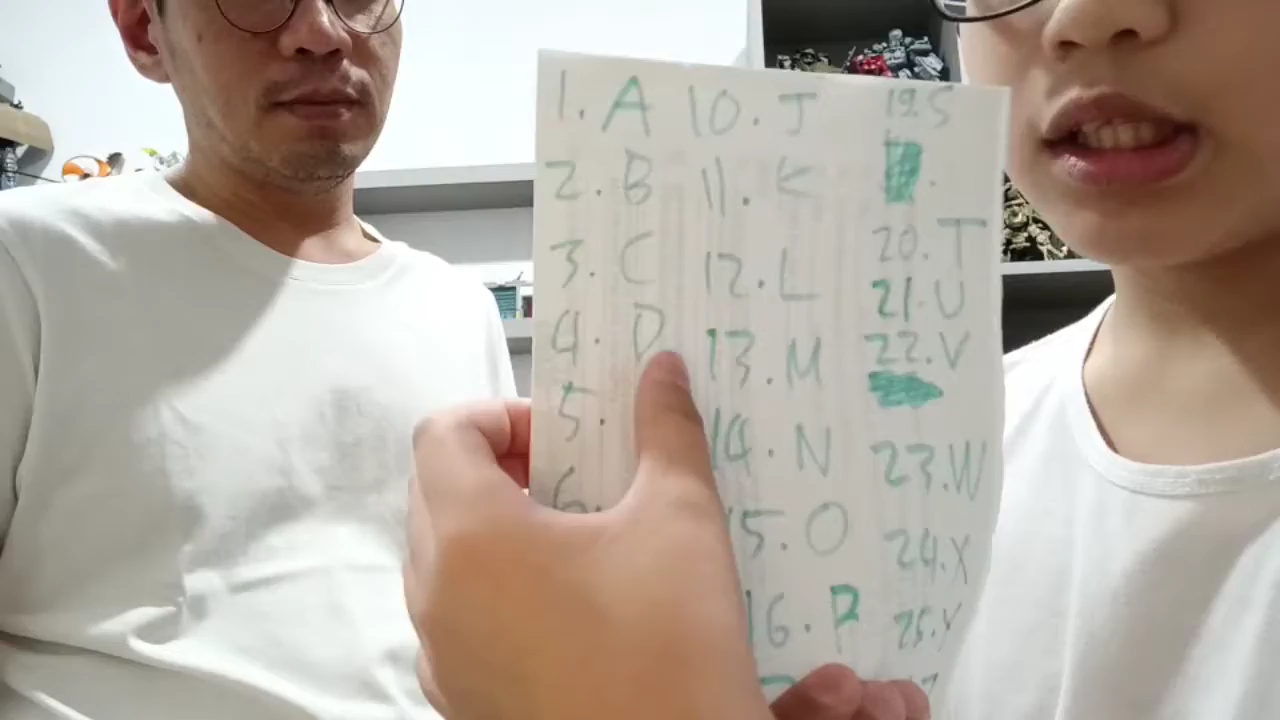 1. A
2. B
3. C
4. D
5.
6.
10. J
11. K
12. L
13. M
14. N
15. O
16. P
19. S
20. T
21. U
22. V
23. W
24. X
25. Y